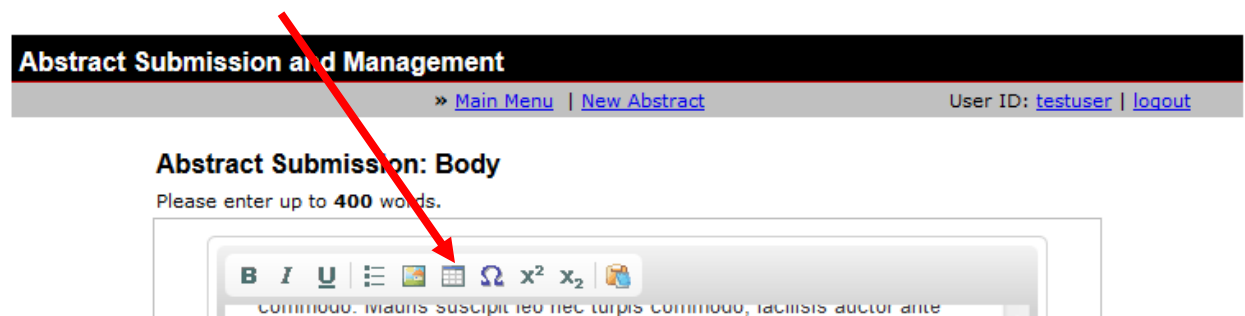 Abstract Submission and Management
» Main Menu | New Abstract User ID: testuser | logout
Abstract Submission: Body
Please enter up to 400 words.
B I U Ω x² x₂
commodo. Mauris suscipit leo nec turpis commodo, facilisis auctor ante